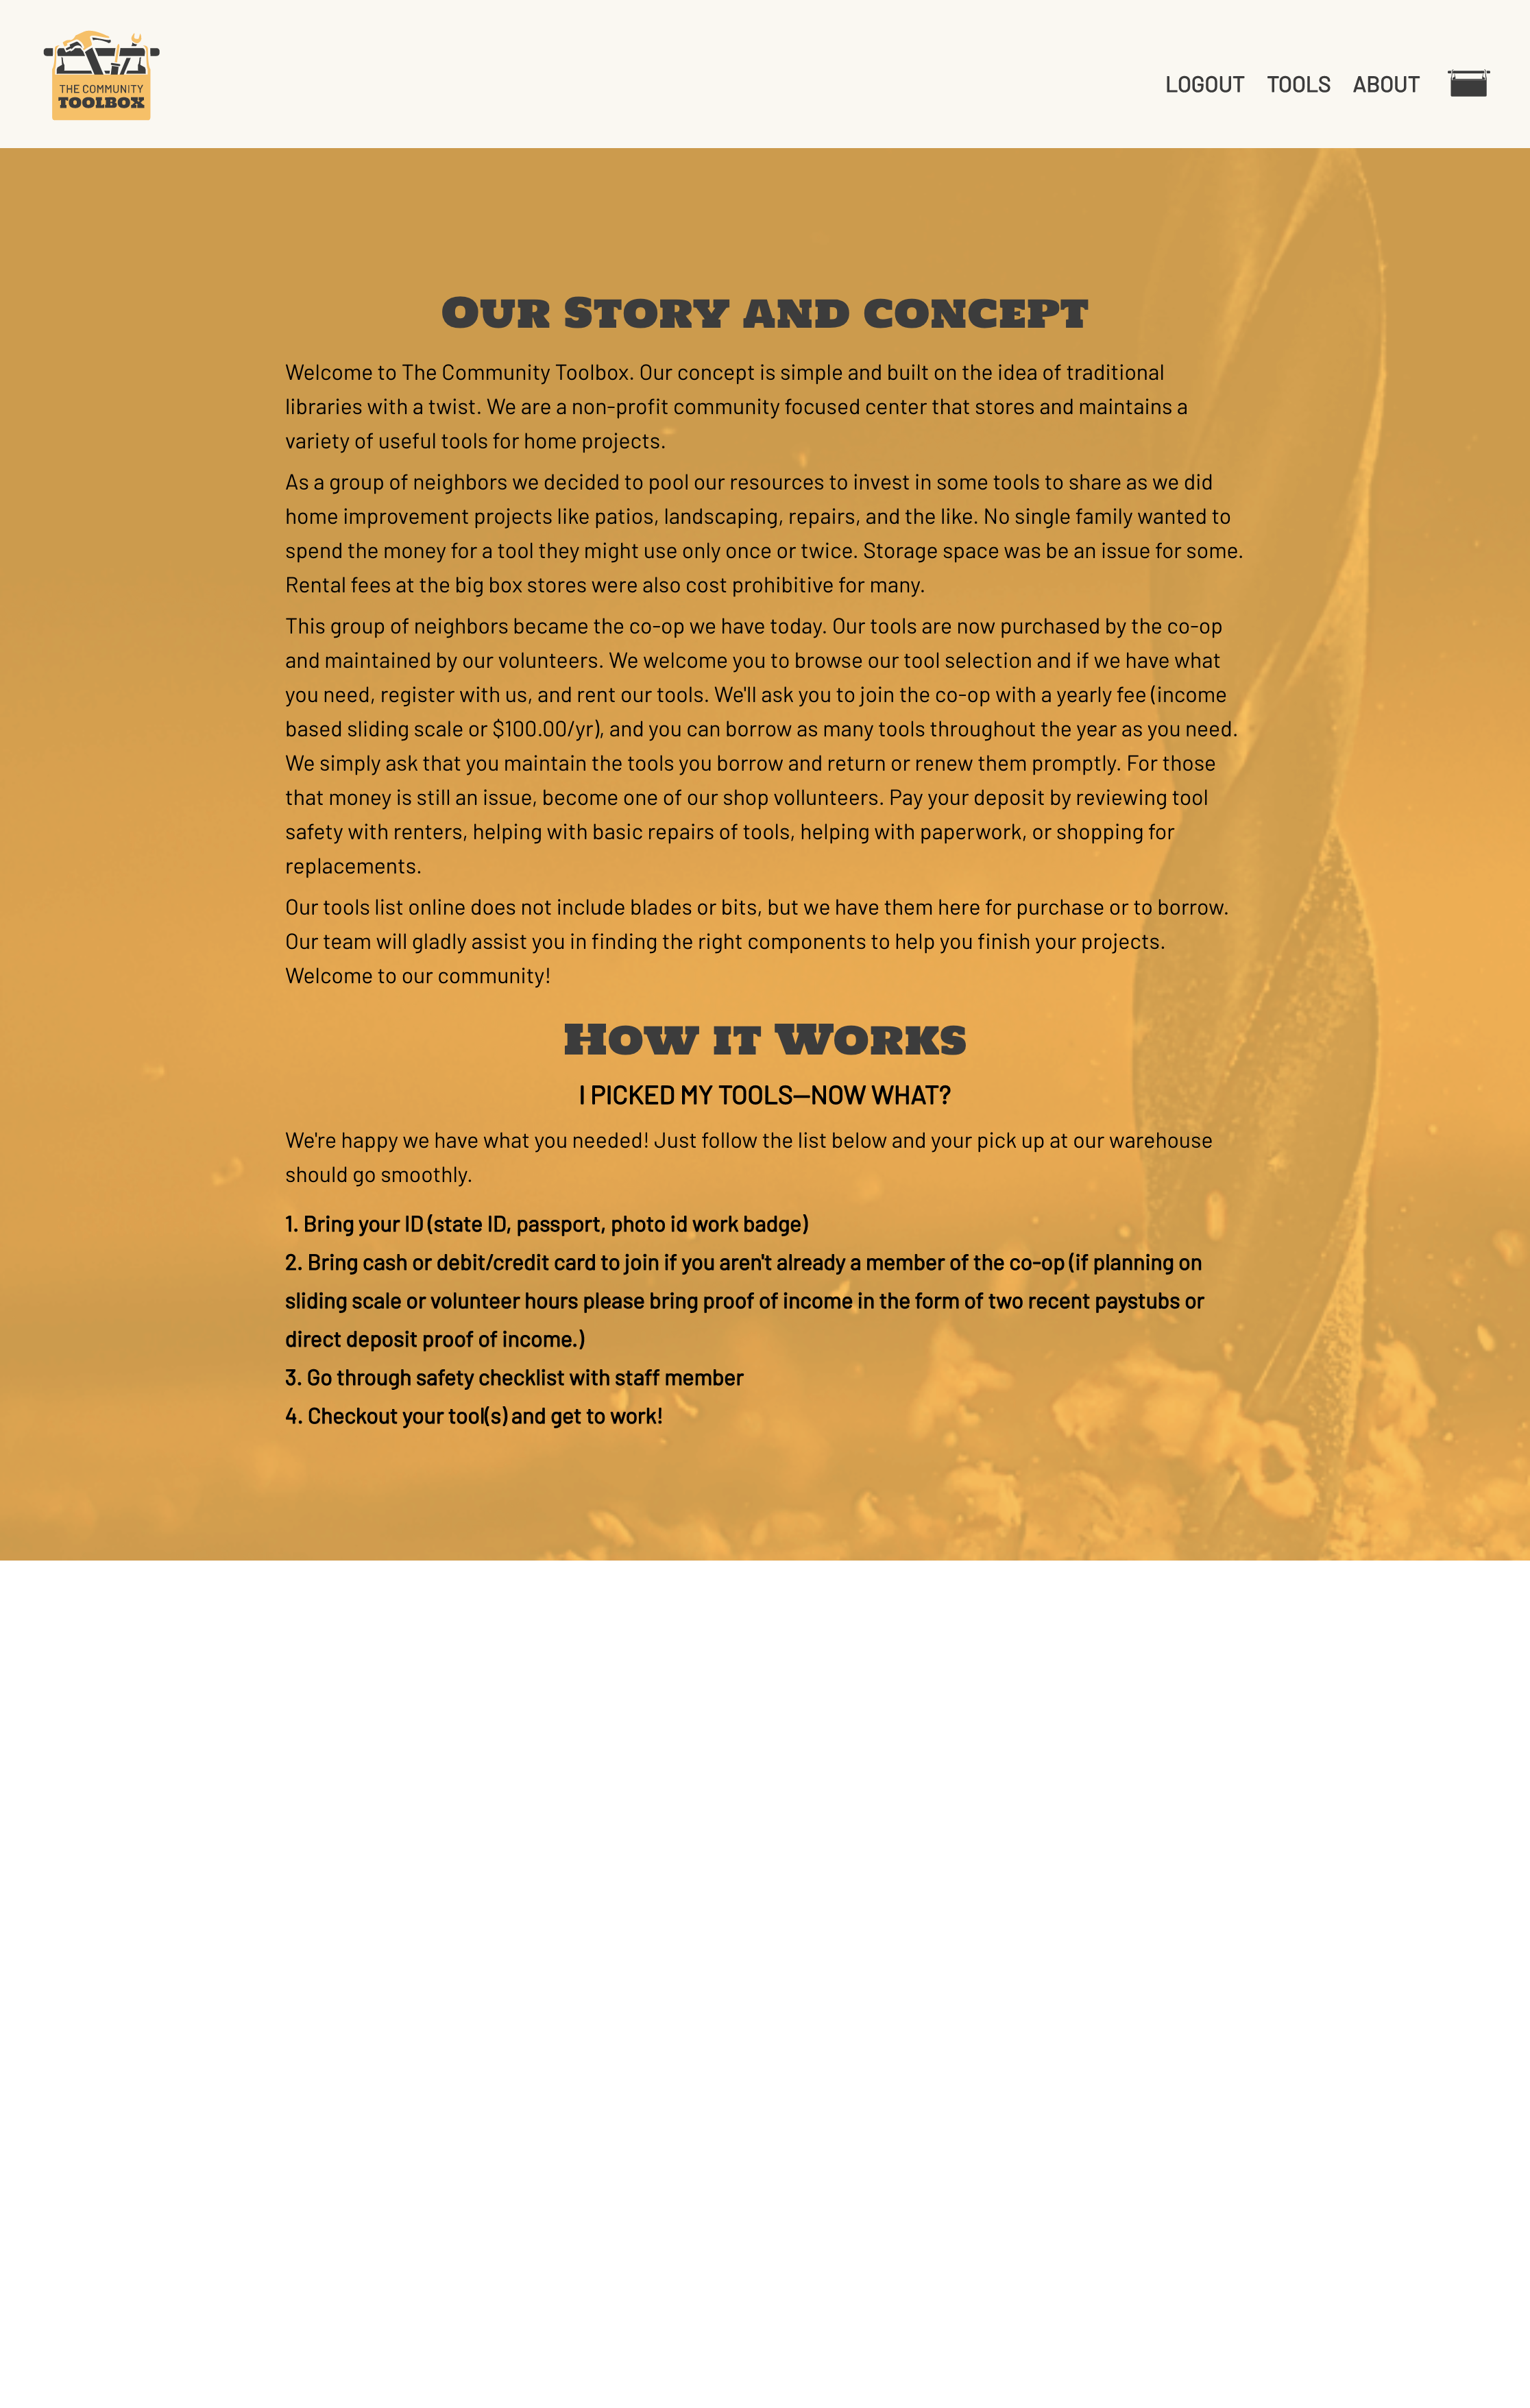 THE COMMUNITY
TOOLBOX
LOGOUT TOOLS ABOUT
Our Story and concept
Welcome to The Community Toolbox. Our concept is simple and built on the idea of traditional
libraries with a twist. We are a non-profit community focused center that stores and maintains a
variety of useful tools for home projects.
As a group of neighbors we decided to pool our resources to invest in some tools to share as we did
home improvement projects like patios, landscaping, repairs, and the like. No single family wanted to
spend the money for a tool they might use only once or twice. Storage space was be an issue for some.
Rental fees at the big box stores were also cost prohibitive for many.
This group of neighbors became the co-op we have today. Our tools are now purchased by the co-op
and maintained by our volunteers. We welcome you to browse our tool selection and if we have what
you need, register with us, and rent our tools. We'll ask you to join the co-op with a yearly fee (income
based sliding scale or $100.00/yr), and you can borrow as many tools throughout the year as you need.
We simply ask that you maintain the tools you borrow and return or renew them promptly. For those
that money is still an issue, become one of our shop vollunteers. Pay your deposit by reviewing tool
safety with renters, helping with basic repairs of tools, helping with paperwork, or shopping for
replacements.
Our tools list online does not include blades or bits, but we have them here for purchase or to borrow.
Our team will gladly assist you in finding the right components to help you finish your projects.
Welcome to our community!
How it Works
I PICKED MY TOOLS—NOW WHAT?
We're happy we have what you needed! Just follow the list below and your pick up at our warehouse
should go smoothly.
1. Bring your ID (state ID, passport, photo id work badge)
2. Bring cash or debit/credit card to join if you aren't already a member of the co-op (if planning on
sliding scale or volunteer hours please bring proof of income in the form of two recent paystubs or
direct deposit proof of income.)
3. Go through safety checklist with staff member
4. Checkout your tool(s) and get to work!